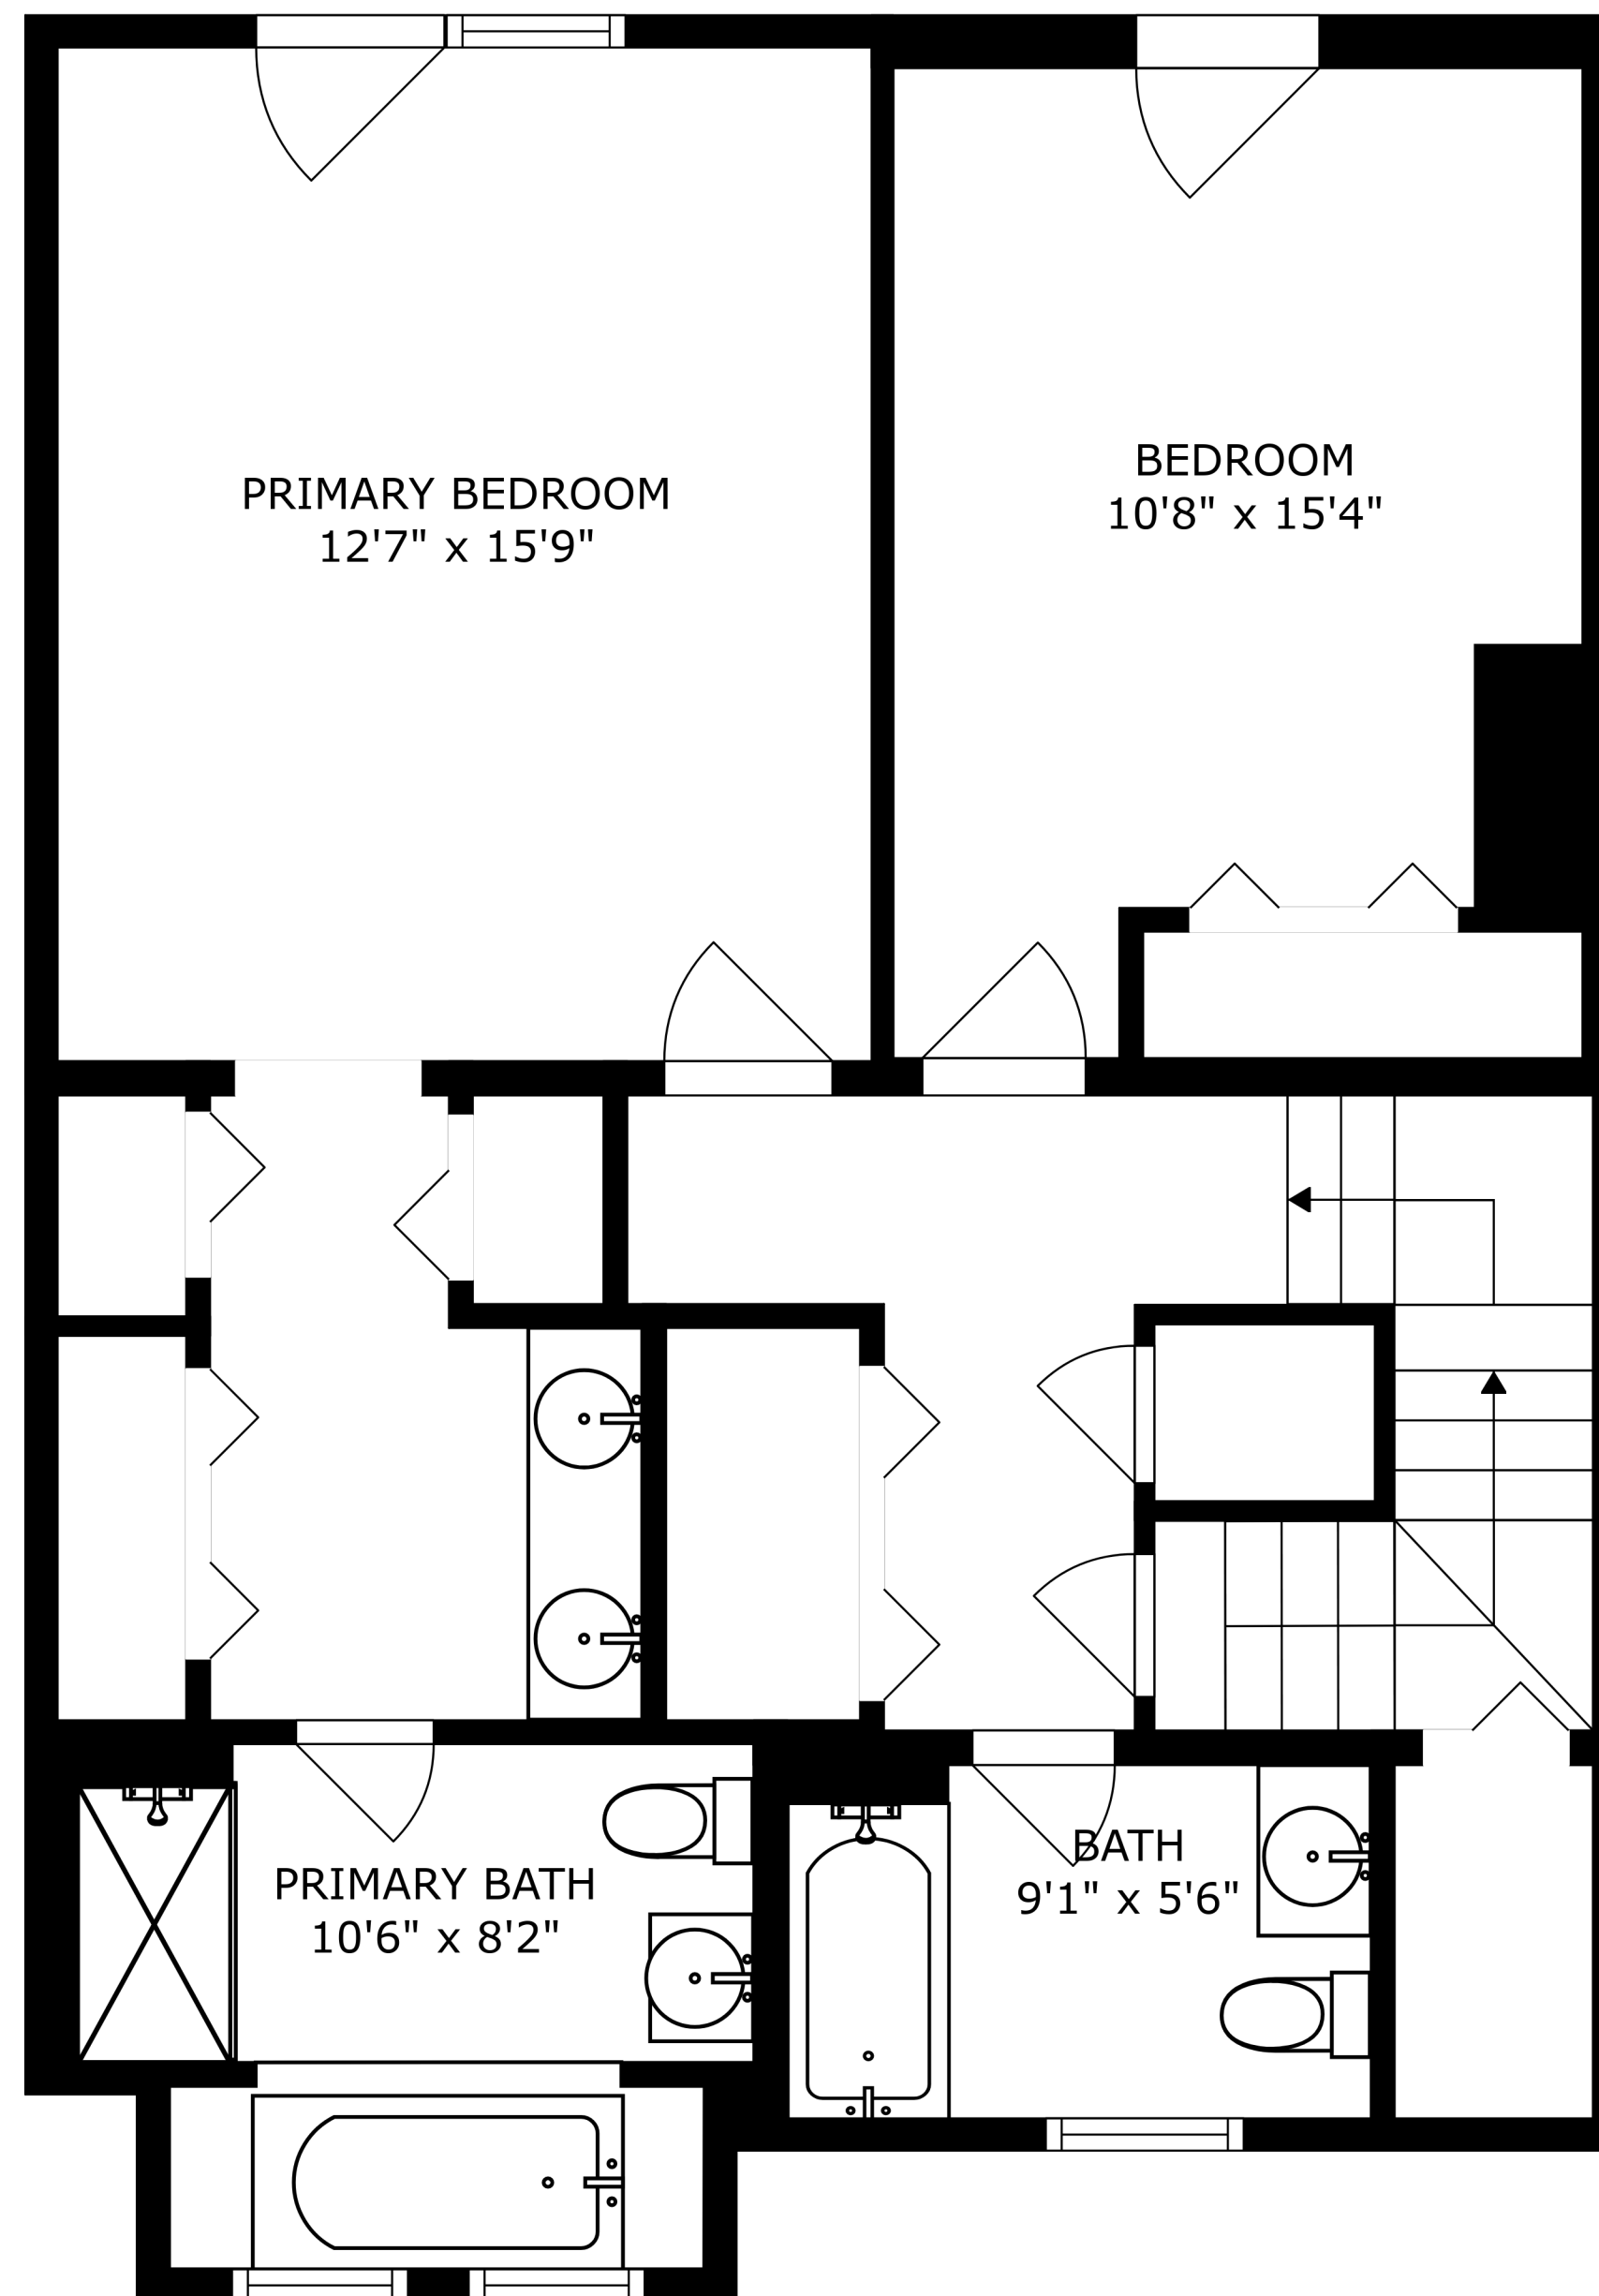 BEDROOM
10'8" x 15'4"
PRIMARY BEDROOM
12'7" x 15'9"
BATH
9'1" x 5'6"
PRIMARY BATH
10'6" x 8'2"